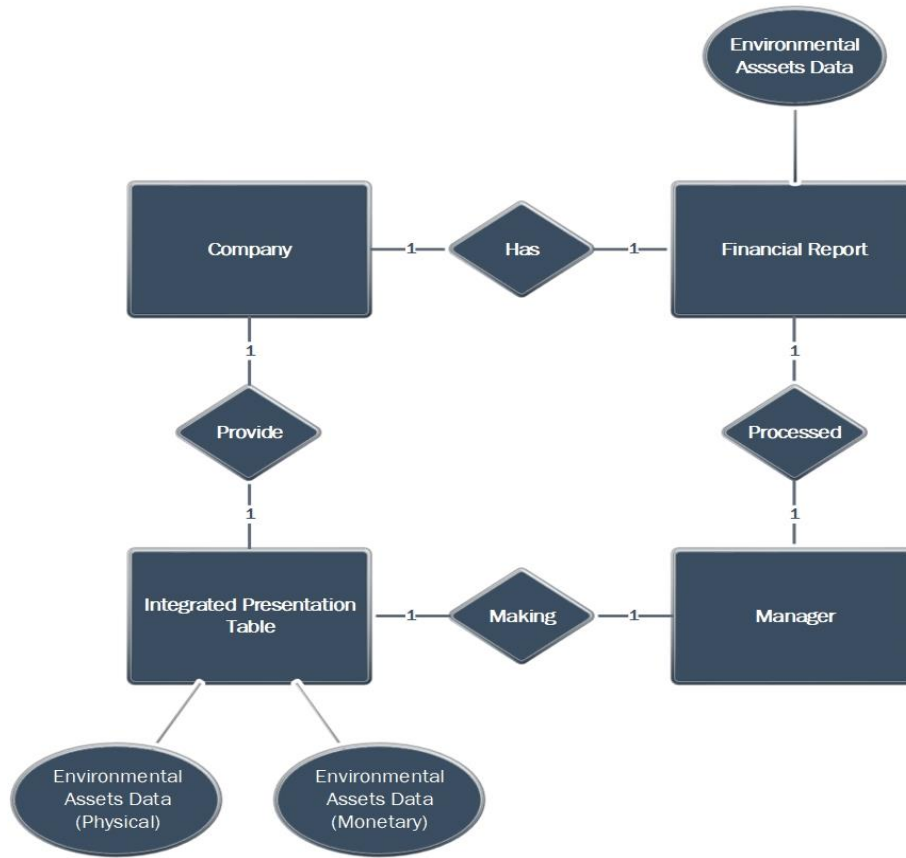 Environmental
Asssets Data
Company
1
Has
1
Financial Report
1
1
Provide
Processed
1
1
Integrated Presentation
Table
1
Making
1
Manager
Environmental
Assets Data
(Physical)
Environmental
Assets Data
(Monetary)